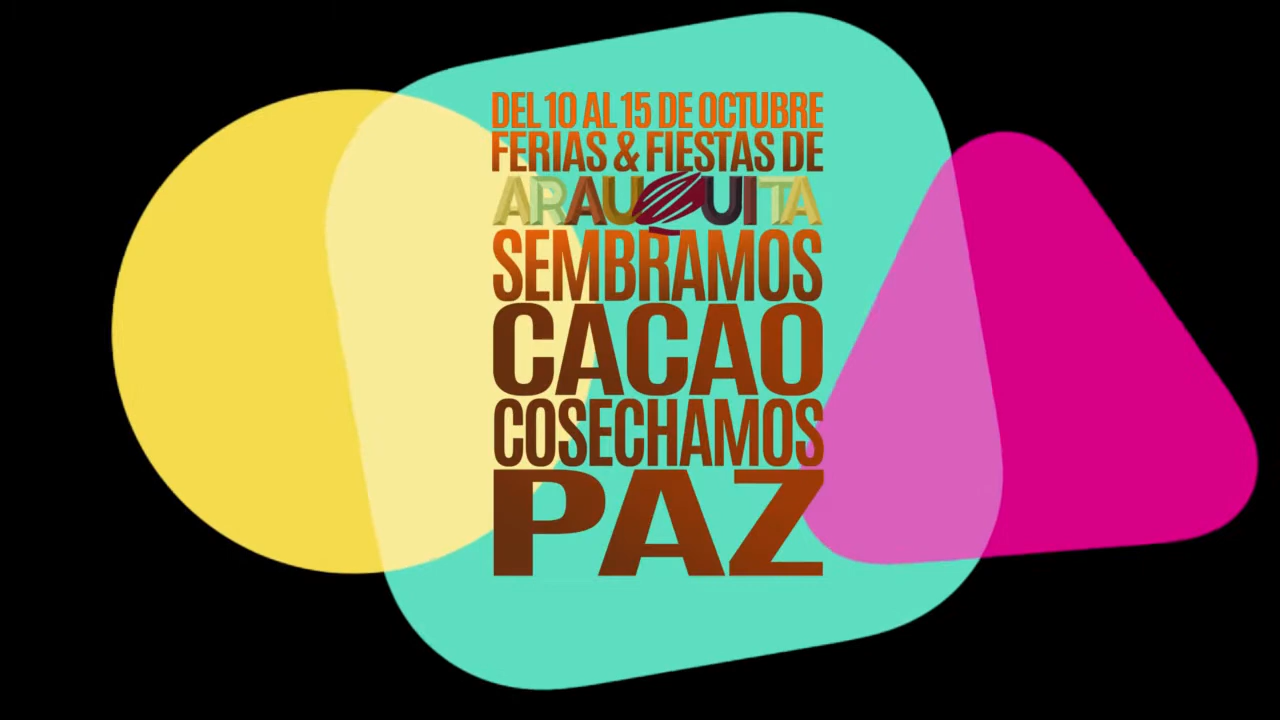 DEL 10 AL 15 DE OCTUBRE
FERIAS & FIESTAS DE
ARAUQUITA
SEMBRAMOS
CACAO
COSECHAMOS
PAZ